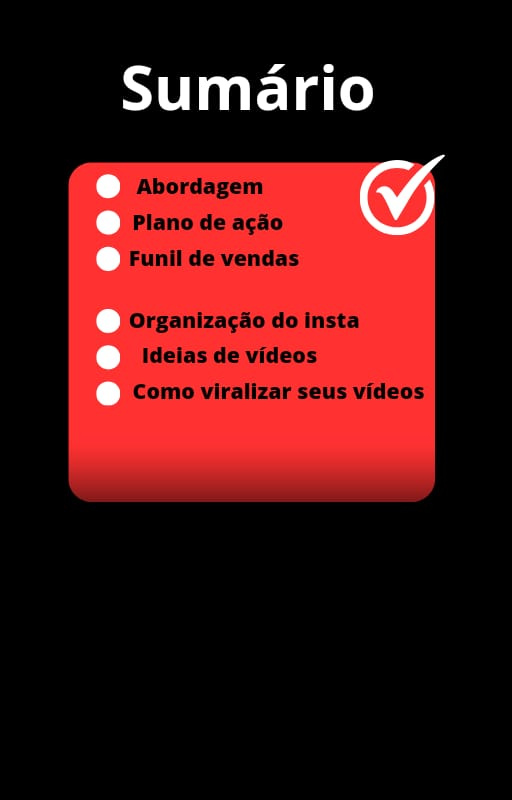 Sumário
Abordagem
Plano de ação
Funil de vendas
Organização do insta
Ideias de vídeos
Como viralizar seus vídeos